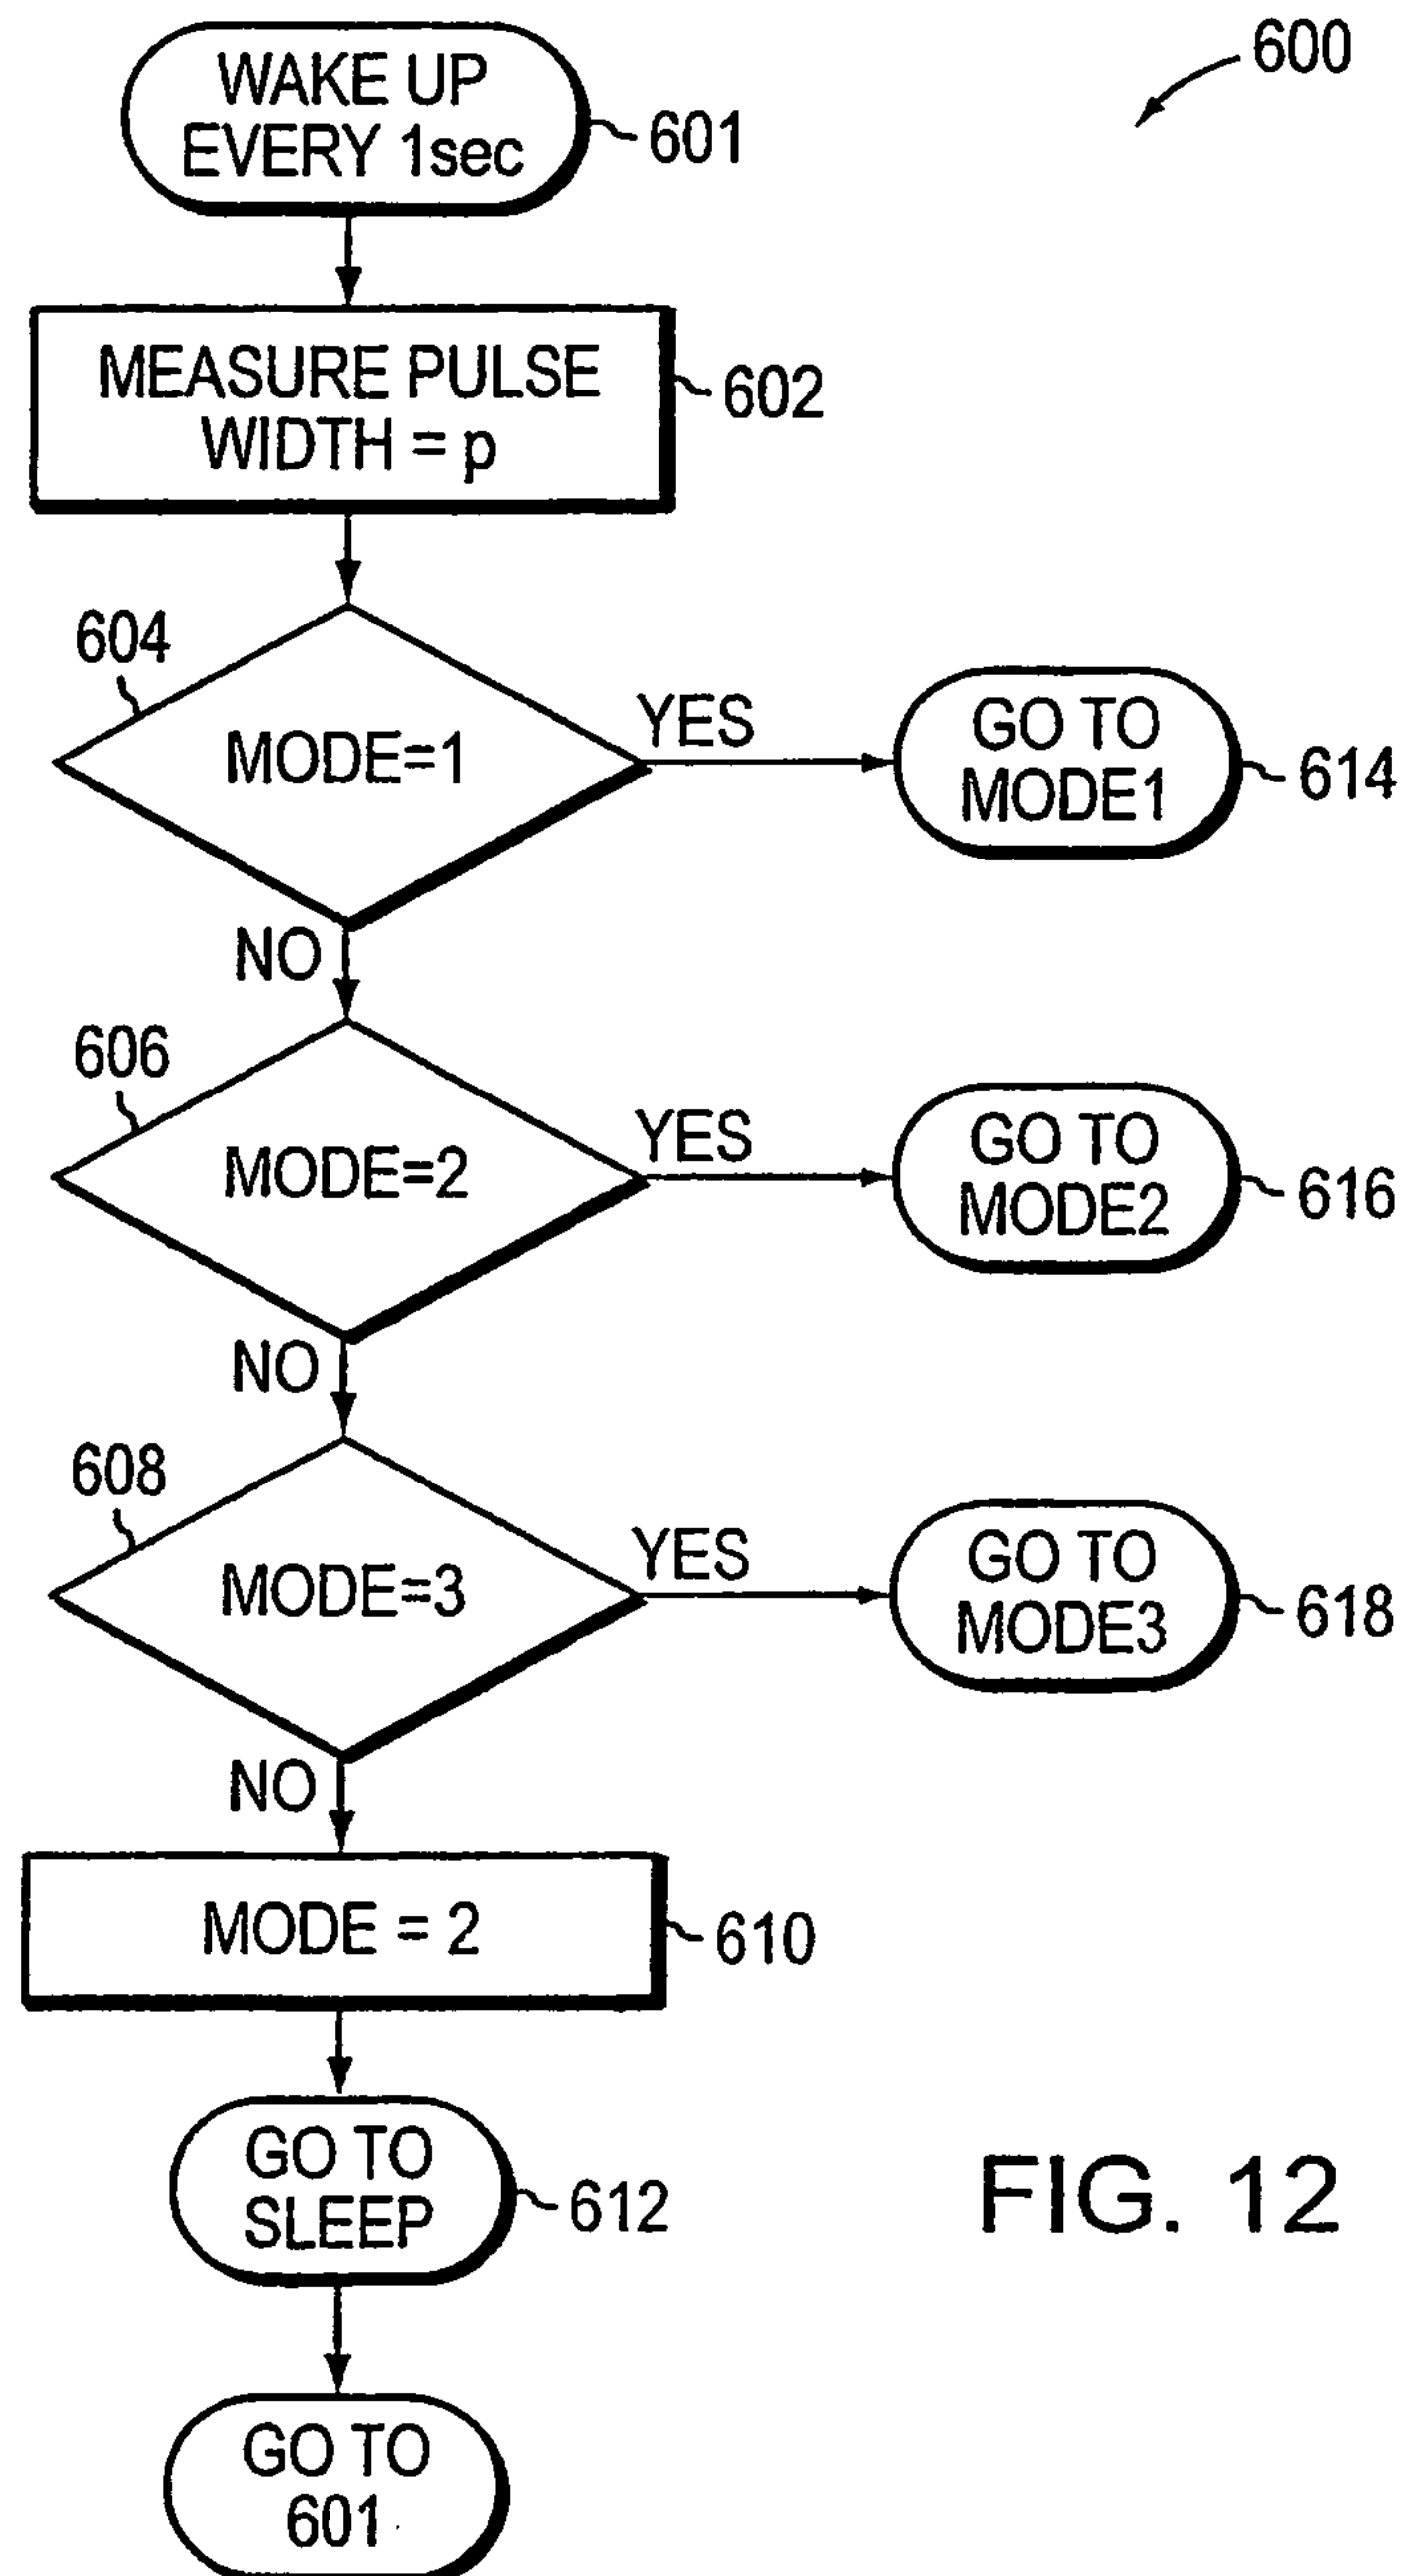 600
WAKE UP
EVERY 1sec
601
MEASURE PULSE
WIDTH = p
602
604
MODE=1
YES
GO TO
MODE1
614
NO
606
MODE=2
YES
GO TO
MODE2
616
NO
608
MODE=3
YES
GO TO
MODE3
618
NO
MODE = 2
610
GO TO
SLEEP
612
FIG. 12
GO TO
601